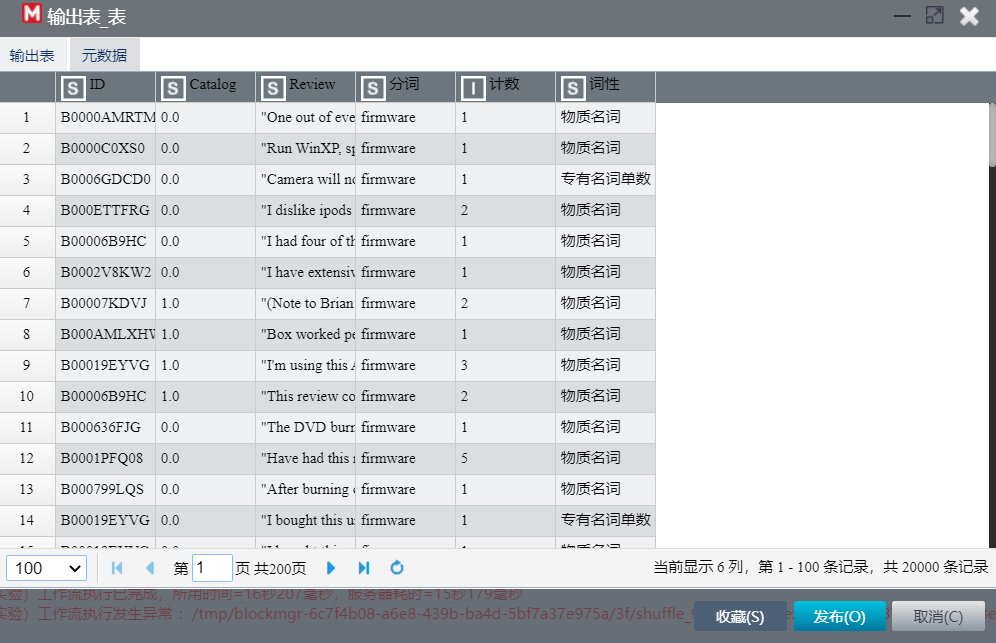 M 输出表_表
输出表 元数据
S ID S Catalog S Review S 分词 I 计数 S 词性
1 B0000AMRTM 0.0 "One out of eve firmware 1 物质名词
2 B0000C0XS0 0.0 "Run WinXP, sp firmware 1 物质名词
3 B0006GDCD0 0.0 "Camera will no firmware 1 专有名词单数
4 B000ETTFRG 0.0 "I dislike ipods firmware 2 物质名词
5 B00006B9HC 0.0 "I had four of th firmware 1 物质名词
6 B0002V8KW2 0.0 "I have extensiv firmware 1 物质名词
7 B00007KDVJ 1.0 "(Note to Brian firmware 2 物质名词
8 B000AMLXHW 1.0 "Box worked pe firmware 1 物质名词
9 B00019EYVG 1.0 "I'm using this A firmware 3 物质名词
10 B00006B9HC 1.0 "This review co firmware 2 物质名词
11 B000636FJG 0.0 "The DVD burn firmware 1 物质名词
12 B0001PFQ08 0.0 "Have had this firmware 5 物质名词
13 B000799LQS 0.0 "After burning firmware 1 物质名词
14 B00019EYVG 0.0 "I bought this u firmware 1 专有名词单数
100 第 1 页 共200页 当前显示 6 列，第 1 - 100 条记录，共 20000 条记录
实验）工作流执行已完成，所用时间=16秒207毫秒，服务器耗时=15秒179毫秒
实验）工作流执行发生异常：/tmp/blockmgr-6c7f4b08-a6e8-439b-ba4d-5bf7a37e975a/3f/shuffle_
收藏(S) 发布(O) 取消(C)